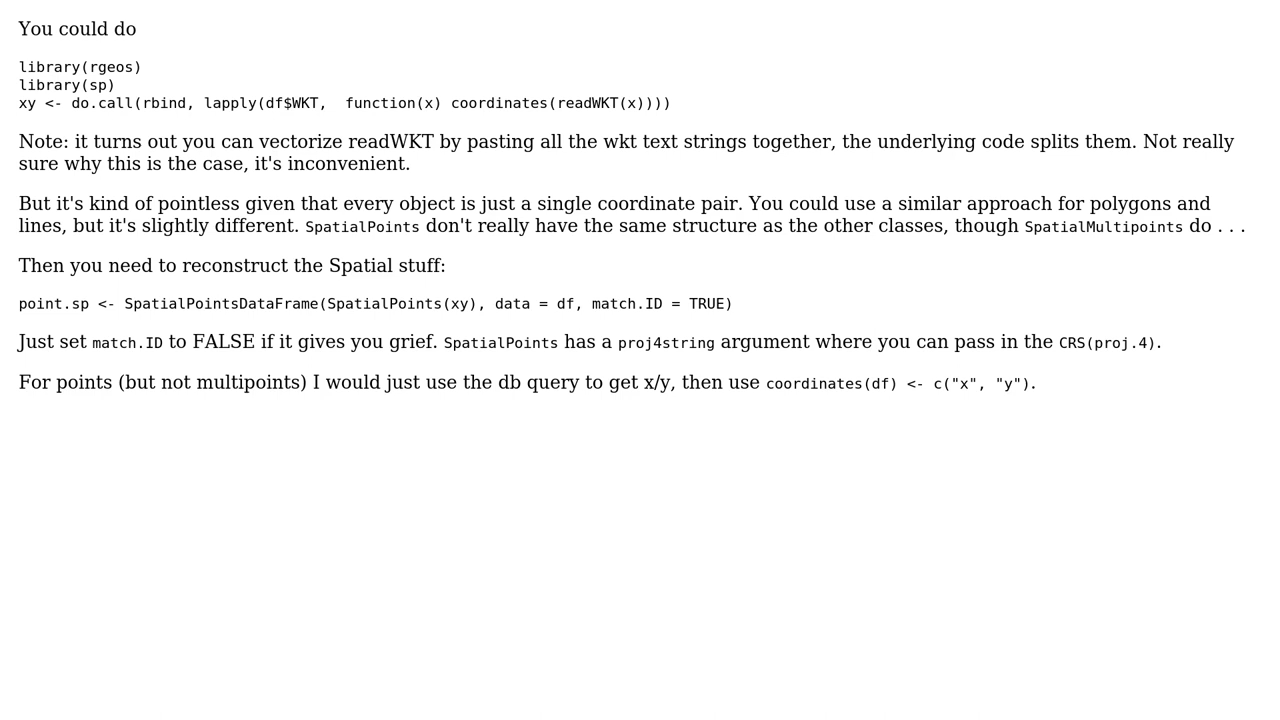 You could do
library(rgeos)
library(sp)
xy <- do.call(rbind, lapply(df$WKT,  function(x) coordinates(readWKT(x))))
Note: it turns out you can vectorize readWKT by pasting all the wkt text strings together, the underlying code splits them. Not really
sure why this is the case, it's inconvenient.
But it's kind of pointless given that every object is just a single coordinate pair. You could use a similar approach for polygons and
lines, but it's slightly different. SpatialPoints don't really have the same structure as the other classes, though SpatialMultipoints do . . .
Then you need to reconstruct the Spatial stuff:
point.sp <- SpatialPointsDataFrame(SpatialPoints(xy), data = df, match.ID = TRUE)
Just set match.ID to FALSE if it gives you grief. SpatialPoints has a proj4string argument where you can pass in the CRS(proj.4).
For points (but not multipoints) I would just use the db query to get x/y, then use coordinates(df) <- c("x", "y").